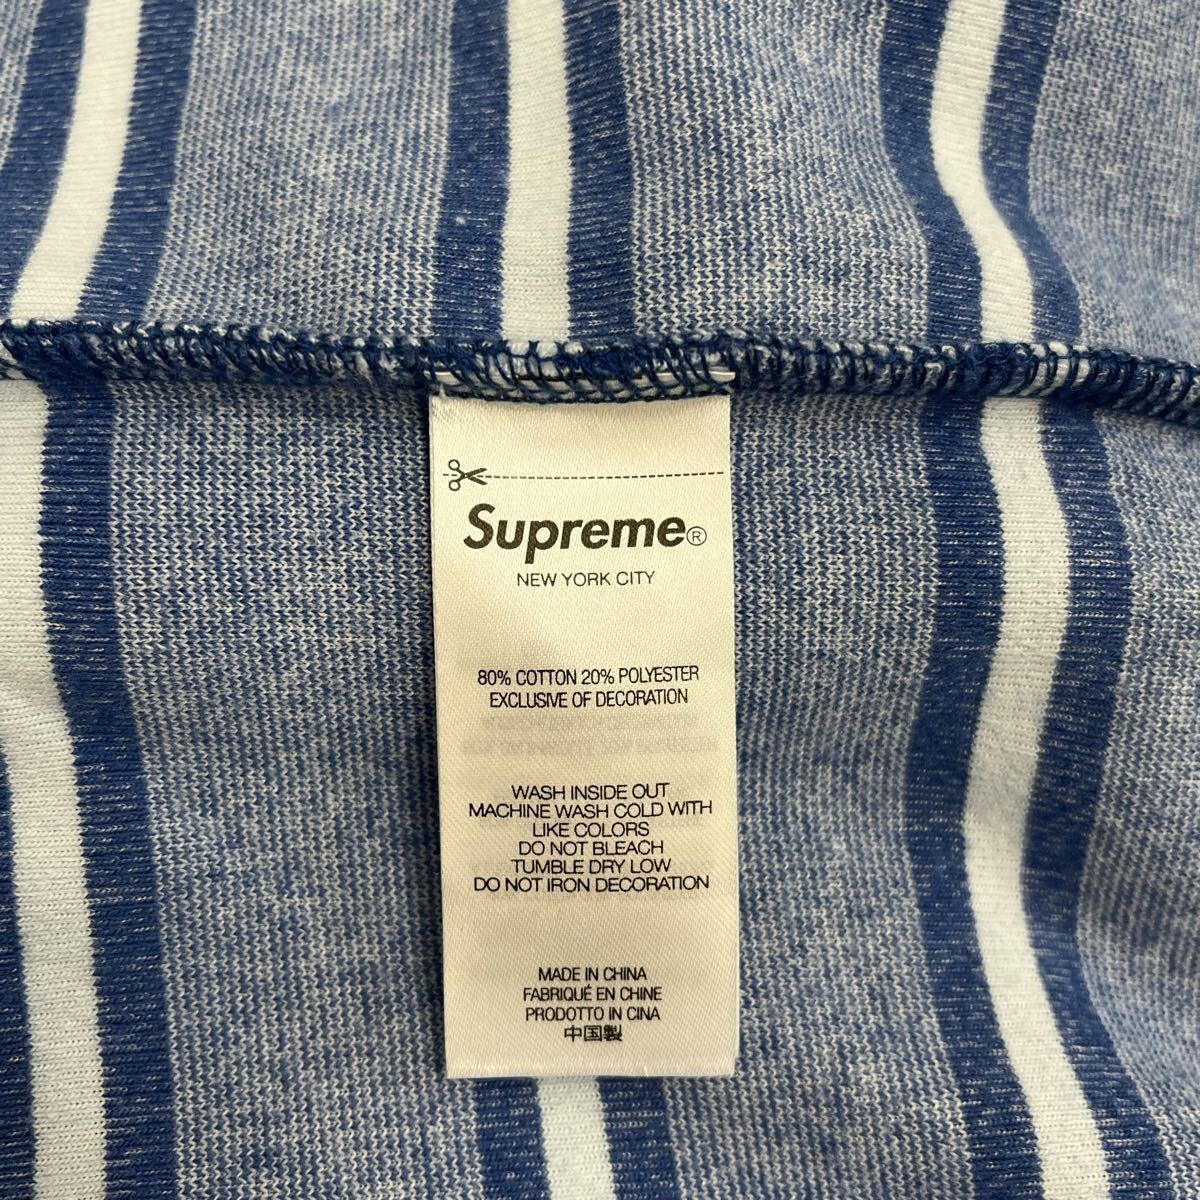 Supreme®
NEW YORK CITY
80% COTTON 20% POLYESTER
EXCLUSIVE OF DECORATION
WASH INSIDE OUT
MACHINE WASH COLD WITH
LIKE COLORS
DO NOT BLEACH
TUMBLE DRY LOW
DO NOT IRON DECORATION
MADE IN CHINA
FABRIQUÉ EN CHINE
PRODOTTO IN CINA
中国製